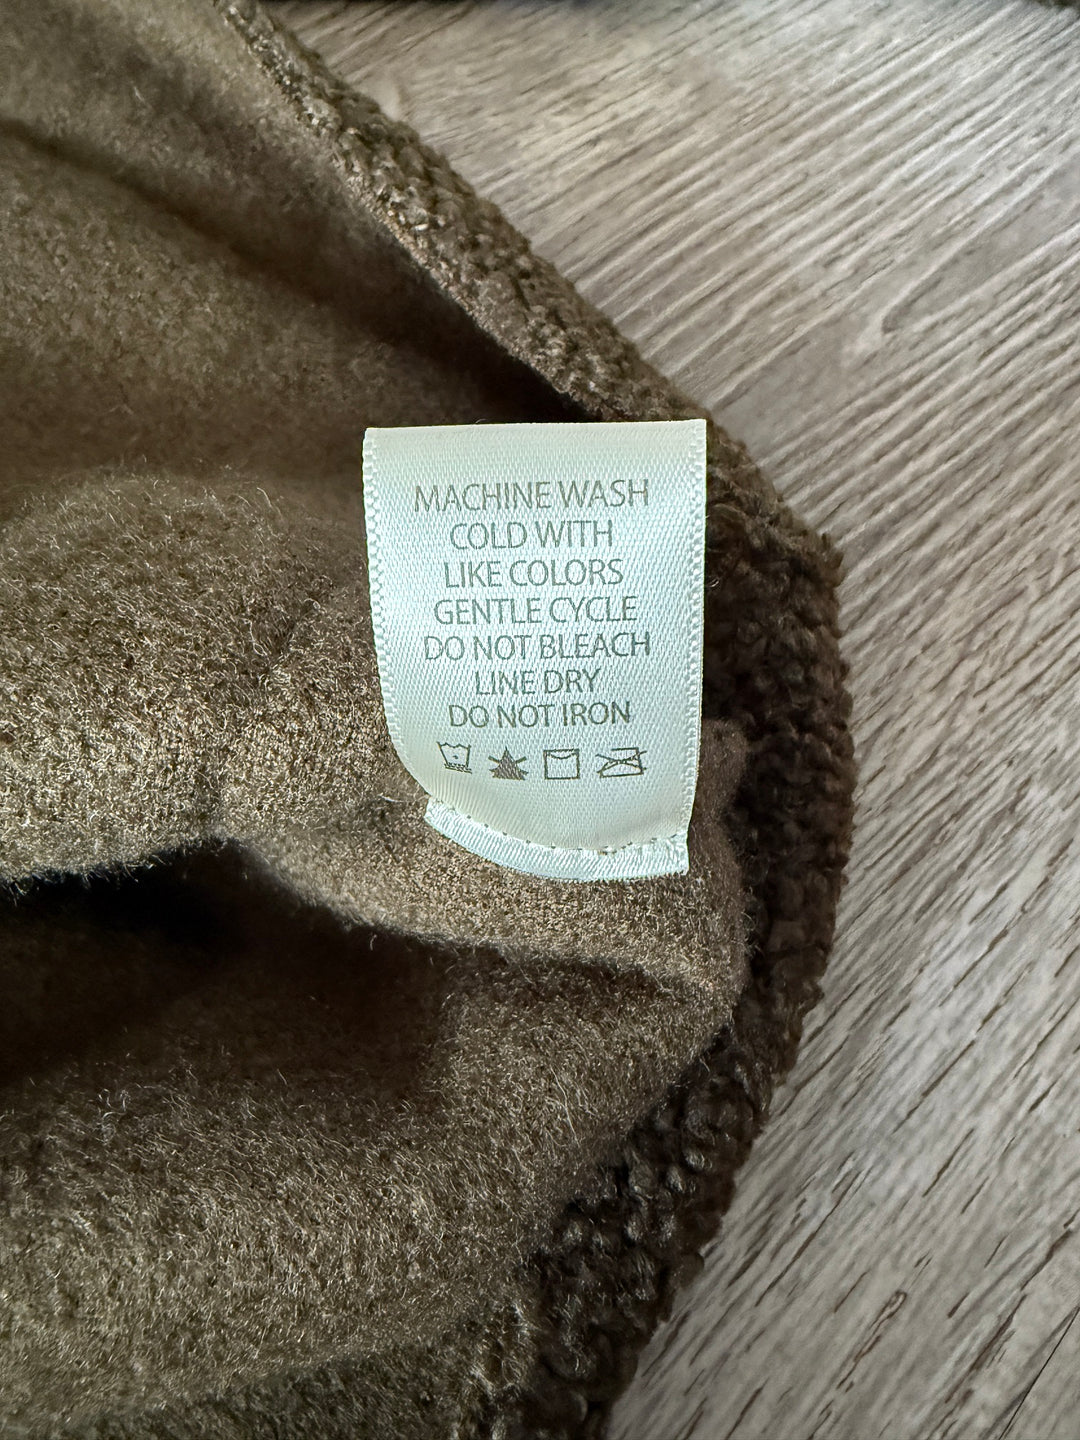 MACHINE WASH
COLD WITH
LIKE COLORS
GENTLE CYCLE
DO NOT BLEACH
LINE DRY
DO NOT IRON